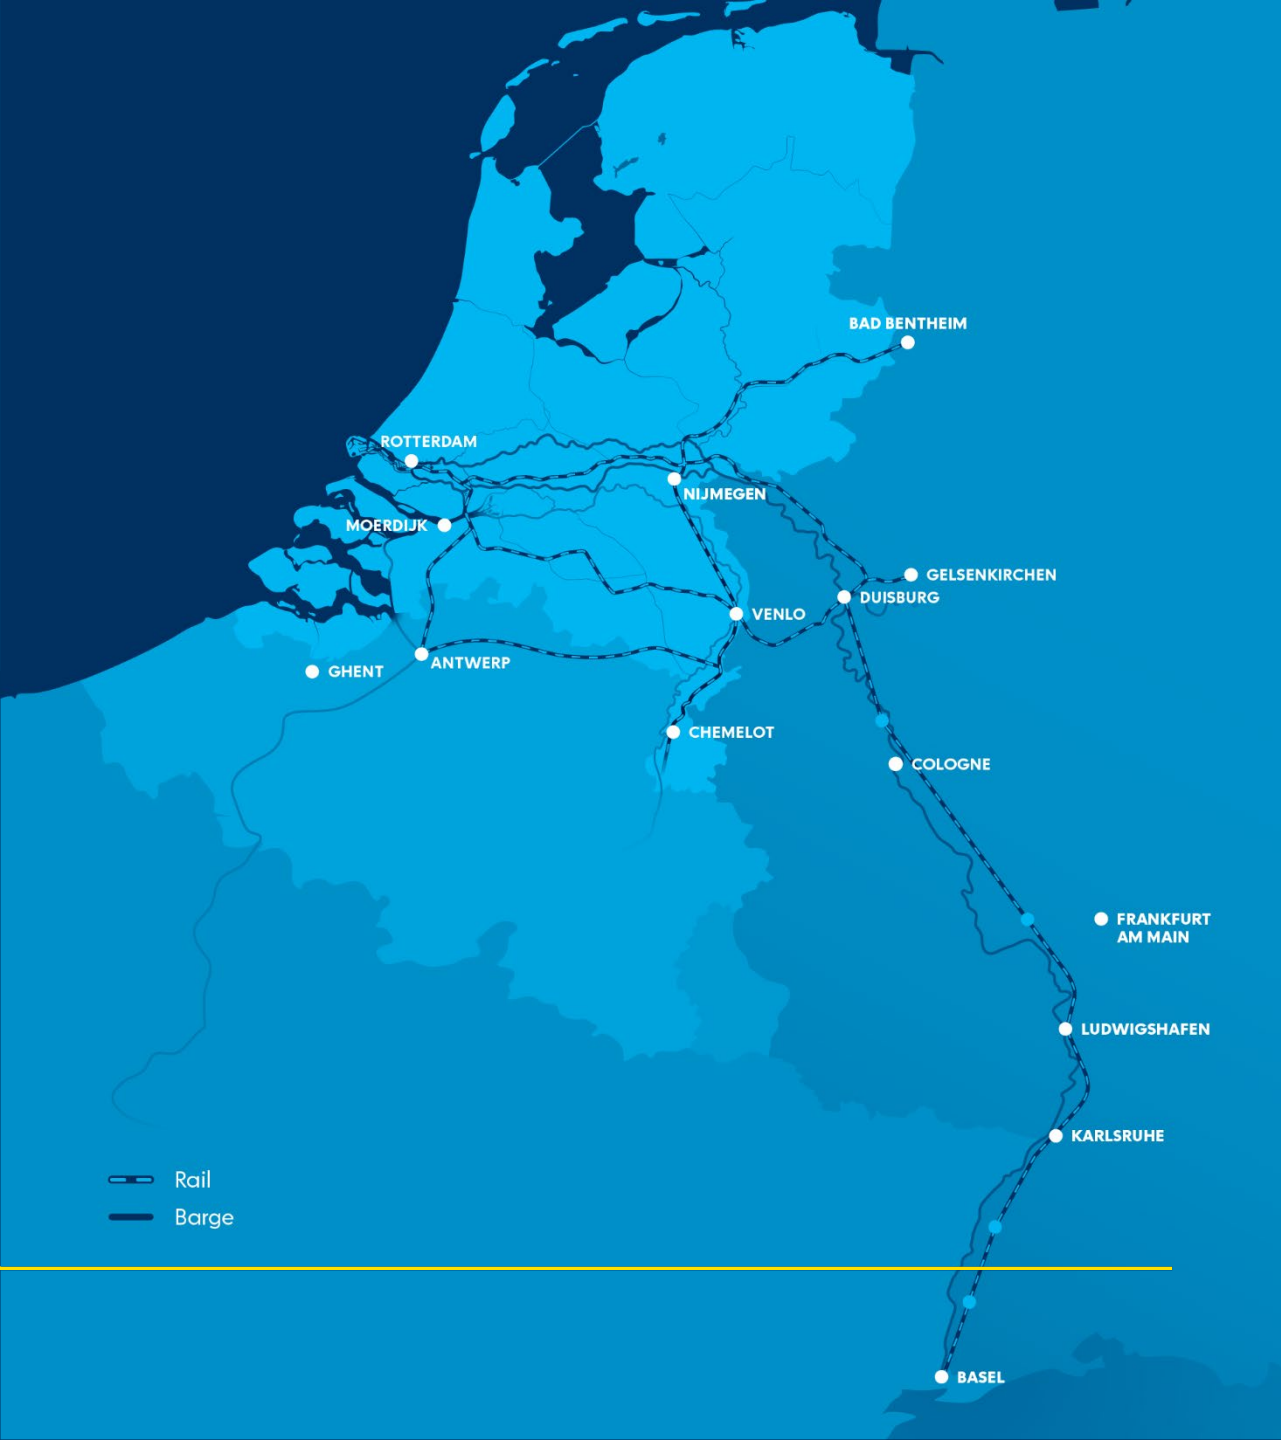 BAD BENTHEIM
ROTTERDAM
NIJMEGEN
MOERDIJK
GELSENKIRCHEN
DUISBURG
VENLO
ANTWERP
GHENT
CHEMELOT
COLOGNE
FRANKFURT
AM MAIN
LUDWIGSHAFEN
KARLSRUHE
Rail
Barge
BASEL